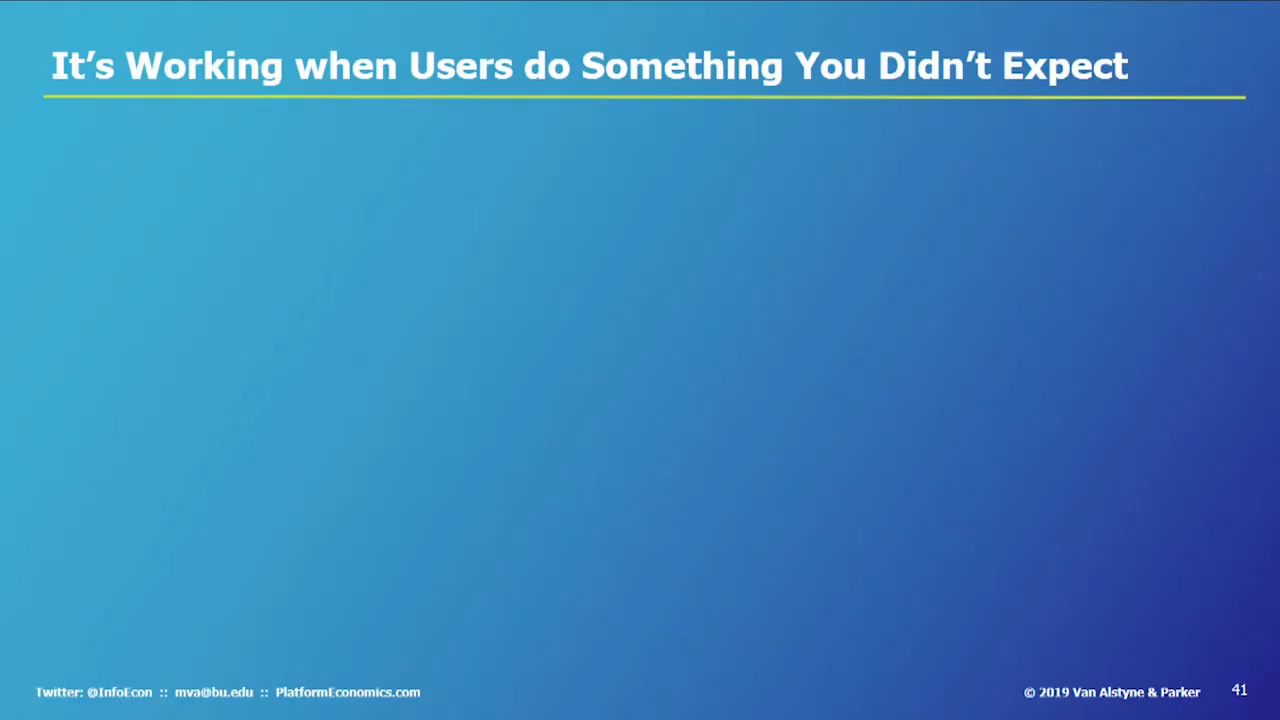 It’s Working when Users do Something You Didn’t Expect
Twitter: @InfoEcon :: mva@bu.edu :: PlatformEconomics.com
© 2019 Van Alstyne & Parker
41